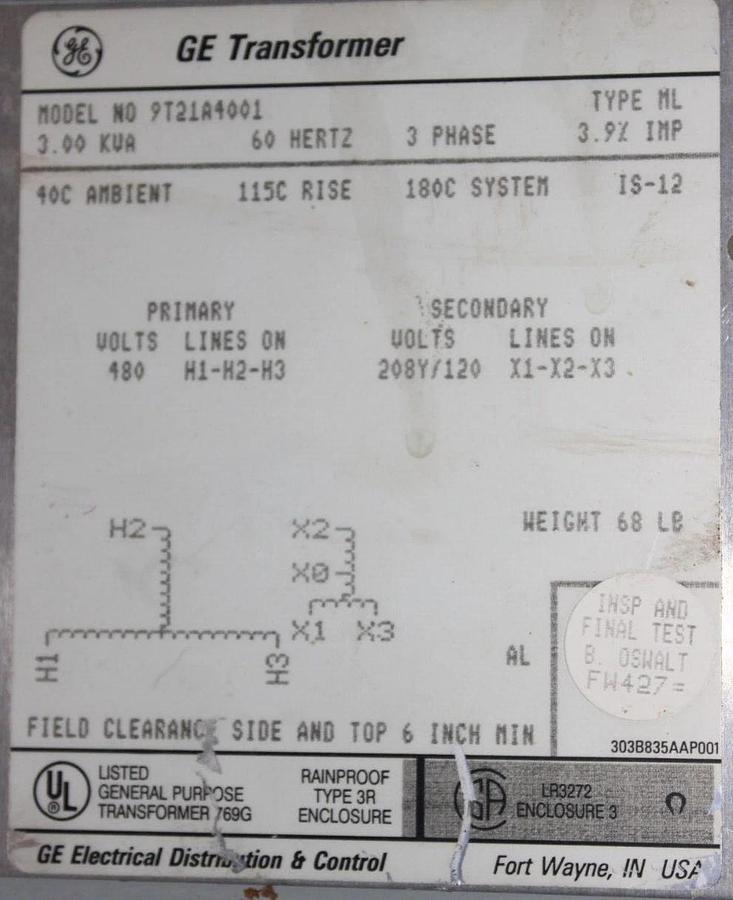 GE GE Transformer
MODEL NO 9T21A4001 TYPE ML
3.00 KVA 60 HERTZ 3 PHASE 3.9% IMP
40C AMBIENT 115C RISE 180C SYSTEM IS-12
PRIMARY SECONDARY
VOLTS LINES ON VOLTS LINES ON
480 H1-H2-H3 208Y/120 X1-X2-X3
H2 X2 WEIGHT 68 LB
X0
X1 X3
H1 H3
AL
INSP AND
FINAL TEST
B. OSWALT
FW427=
FIELD CLEARANCE SIDE AND TOP 6 INCH MIN
303B835AAP001
UL
®
LISTED
GENERAL PURPOSE
TRANSFORMER 769G
RAINPROOF
TYPE 3R
ENCLOSURE
SA
LR3272
ENCLOSURE 3
GE Electrical Distribution & Control Fort Wayne, IN USA